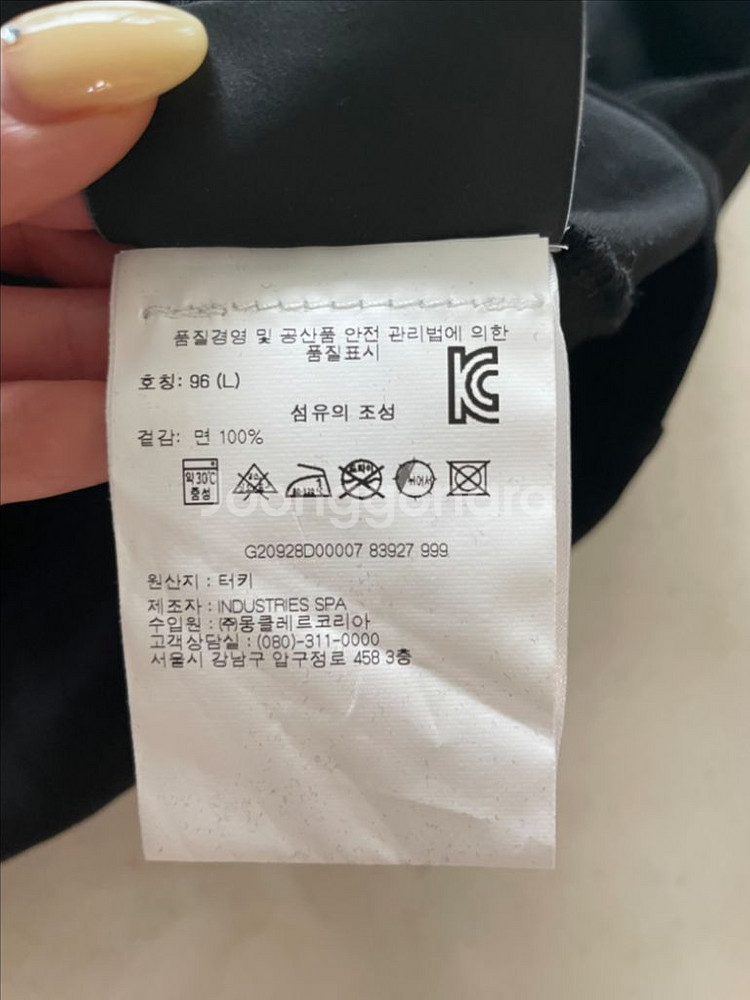 품질경영 및 공산품 안전 관리법에 의한
품질표시
호칭: 96 (L)
섬유의 조성
겉감: 면 100%
약 30℃
중성
드라이
G20928D00007 83927 999
원산지 : 터키
제조자 : INDUSTRIES SPA
수입원 : ㈜몽클레르코리아
고객상담실 : (080)-311-0000
서울시 강남구 압구정로 458 3층